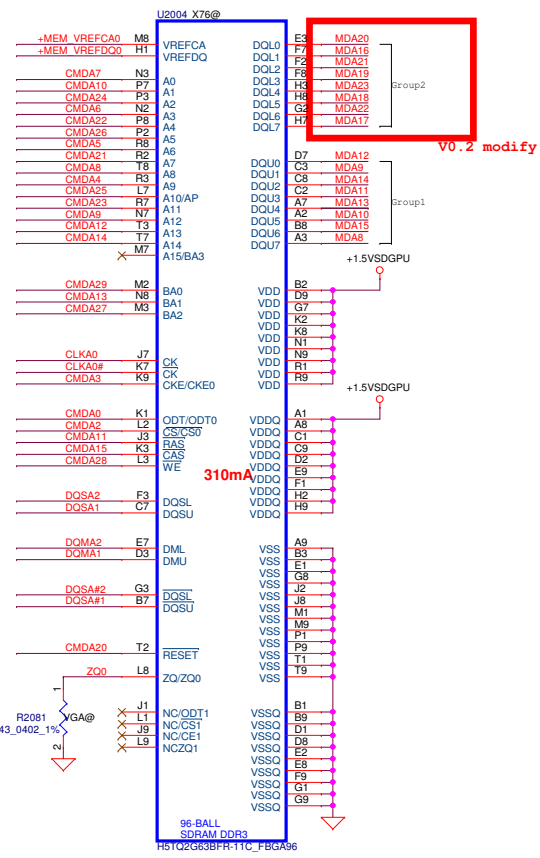 U2004 X76@
+MEM_VREFCA0 M8 VREFCA E3 DQL0 MDA20
+MEM_VREFDQ0 H1 VREFDQ F7 DQL1 MDA16
F2 DQL2 MDA21
CMDA7 N3 A0 F8 DQL3 MDA19
CMDA10 P7 A1 H3 DQL4 MDA23 Group2
CMDA24 P3 A2 H8 DQL5 MDA18
CMDA6 N2 A3 G2 DQL6 MDA22
CMDA22 P8 A4 H7 DQL7 MDA17
CMDA26 P2 A5
CMDA5 R8 A6 V0.2 modify
CMDA21 R2 A7 D7 DQU0 MDA12
CMDA8 T8 A8 C3 DQU1 MDA9
CMDA4 R3 A9 C8 DQU2 MDA14
CMDA25 L7 A10/AP C2 DQU3 MDA11
CMDA23 R7 A11 A7 DQU4 MDA13 Group1
CMDA9 N7 A12 A2 DQU5 MDA10
CMDA12 T3 A13 B8 DQU6 MDA15
CMDA14 T7 A14 A3 DQU7 MDA8
M7 A15/BA3
+1.5VSDGPU
CMDA29 M2 BA0 B2 VDD
CMDA13 N8 BA1 D9 VDD
CMDA27 M3 BA2 G7 VDD
K2 VDD
K8 VDD
N1 VDD
CLKA0 J7 CK N9 VDD
CLKA0# K7 CK R1 VDD
CMDA3 K9 CKE/CKE0 R9 VDD
+1.5VSDGPU
CMDA0 K1 ODT/ODT0 A1 VDDQ
CMDA2 L2 CS/CS0 A8 VDDQ
CMDA11 J3 RAS C1 VDDQ
CMDA15 K3 CAS C9 VDDQ
CMDA28 L3 WE D2 VDDQ
310mA E9 VDDQ
F1 VDDQ
DQSA2 F3 DQSL H2 VDDQ
DQSA1 C7 DQSU H9 VDDQ
DQMA2 E7 DML A9 VSS
DQMA1 D3 DMU B3 VSS
E1 VSS
G8 VSS
DQSA#2 G3 DQSL J2 VSS
DQSA#1 B7 DQSU J8 VSS
M1 VSS
M9 VSS
P1 VSS
CMDA20 T2 RESET P9 VSS
T1 VSS
ZQ0 L8 ZQ/ZQ0 T9 VSS
1
J1 NC/ODT1 B1 VSSQ
R2081 VGA@ L1 NC/CS1 B9 VSSQ
43_0402_1% J9 NC/CE1 D1 VSSQ
2 L9 NCZQ1 D8 VSSQ
E2 VSSQ
E8 VSSQ
F9 VSSQ
G1 VSSQ
G9 VSSQ
96-BALL
SDRAM DDR3
H5TQ2G63BFR-11C_FBGA96